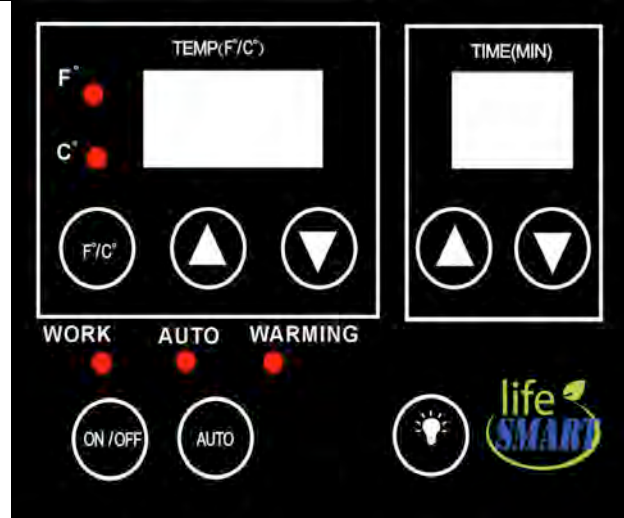 TEMP(F°/C°)
TIME(MIN)
F°
C°
F°/C°
WORK AUTO WARMING
ON/OFF AUTO
life
SMART